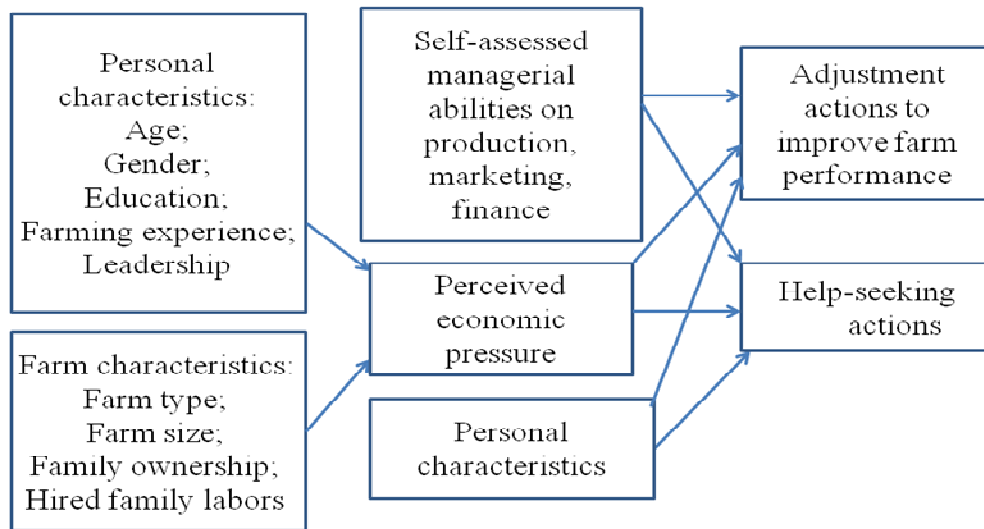 Personal
characteristics:
Age;
Gender;
Education;
Farming experience;
Leadership
Farm characteristics:
Farm type;
Farm size;
Family ownership;
Hired family labors
Self-assessed
managerial
abilities on
production,
marketing,
finance
Perceived
economic
pressure
Personal
characteristics
Adjustment
actions to
improve farm
performance
Help-seeking
actions